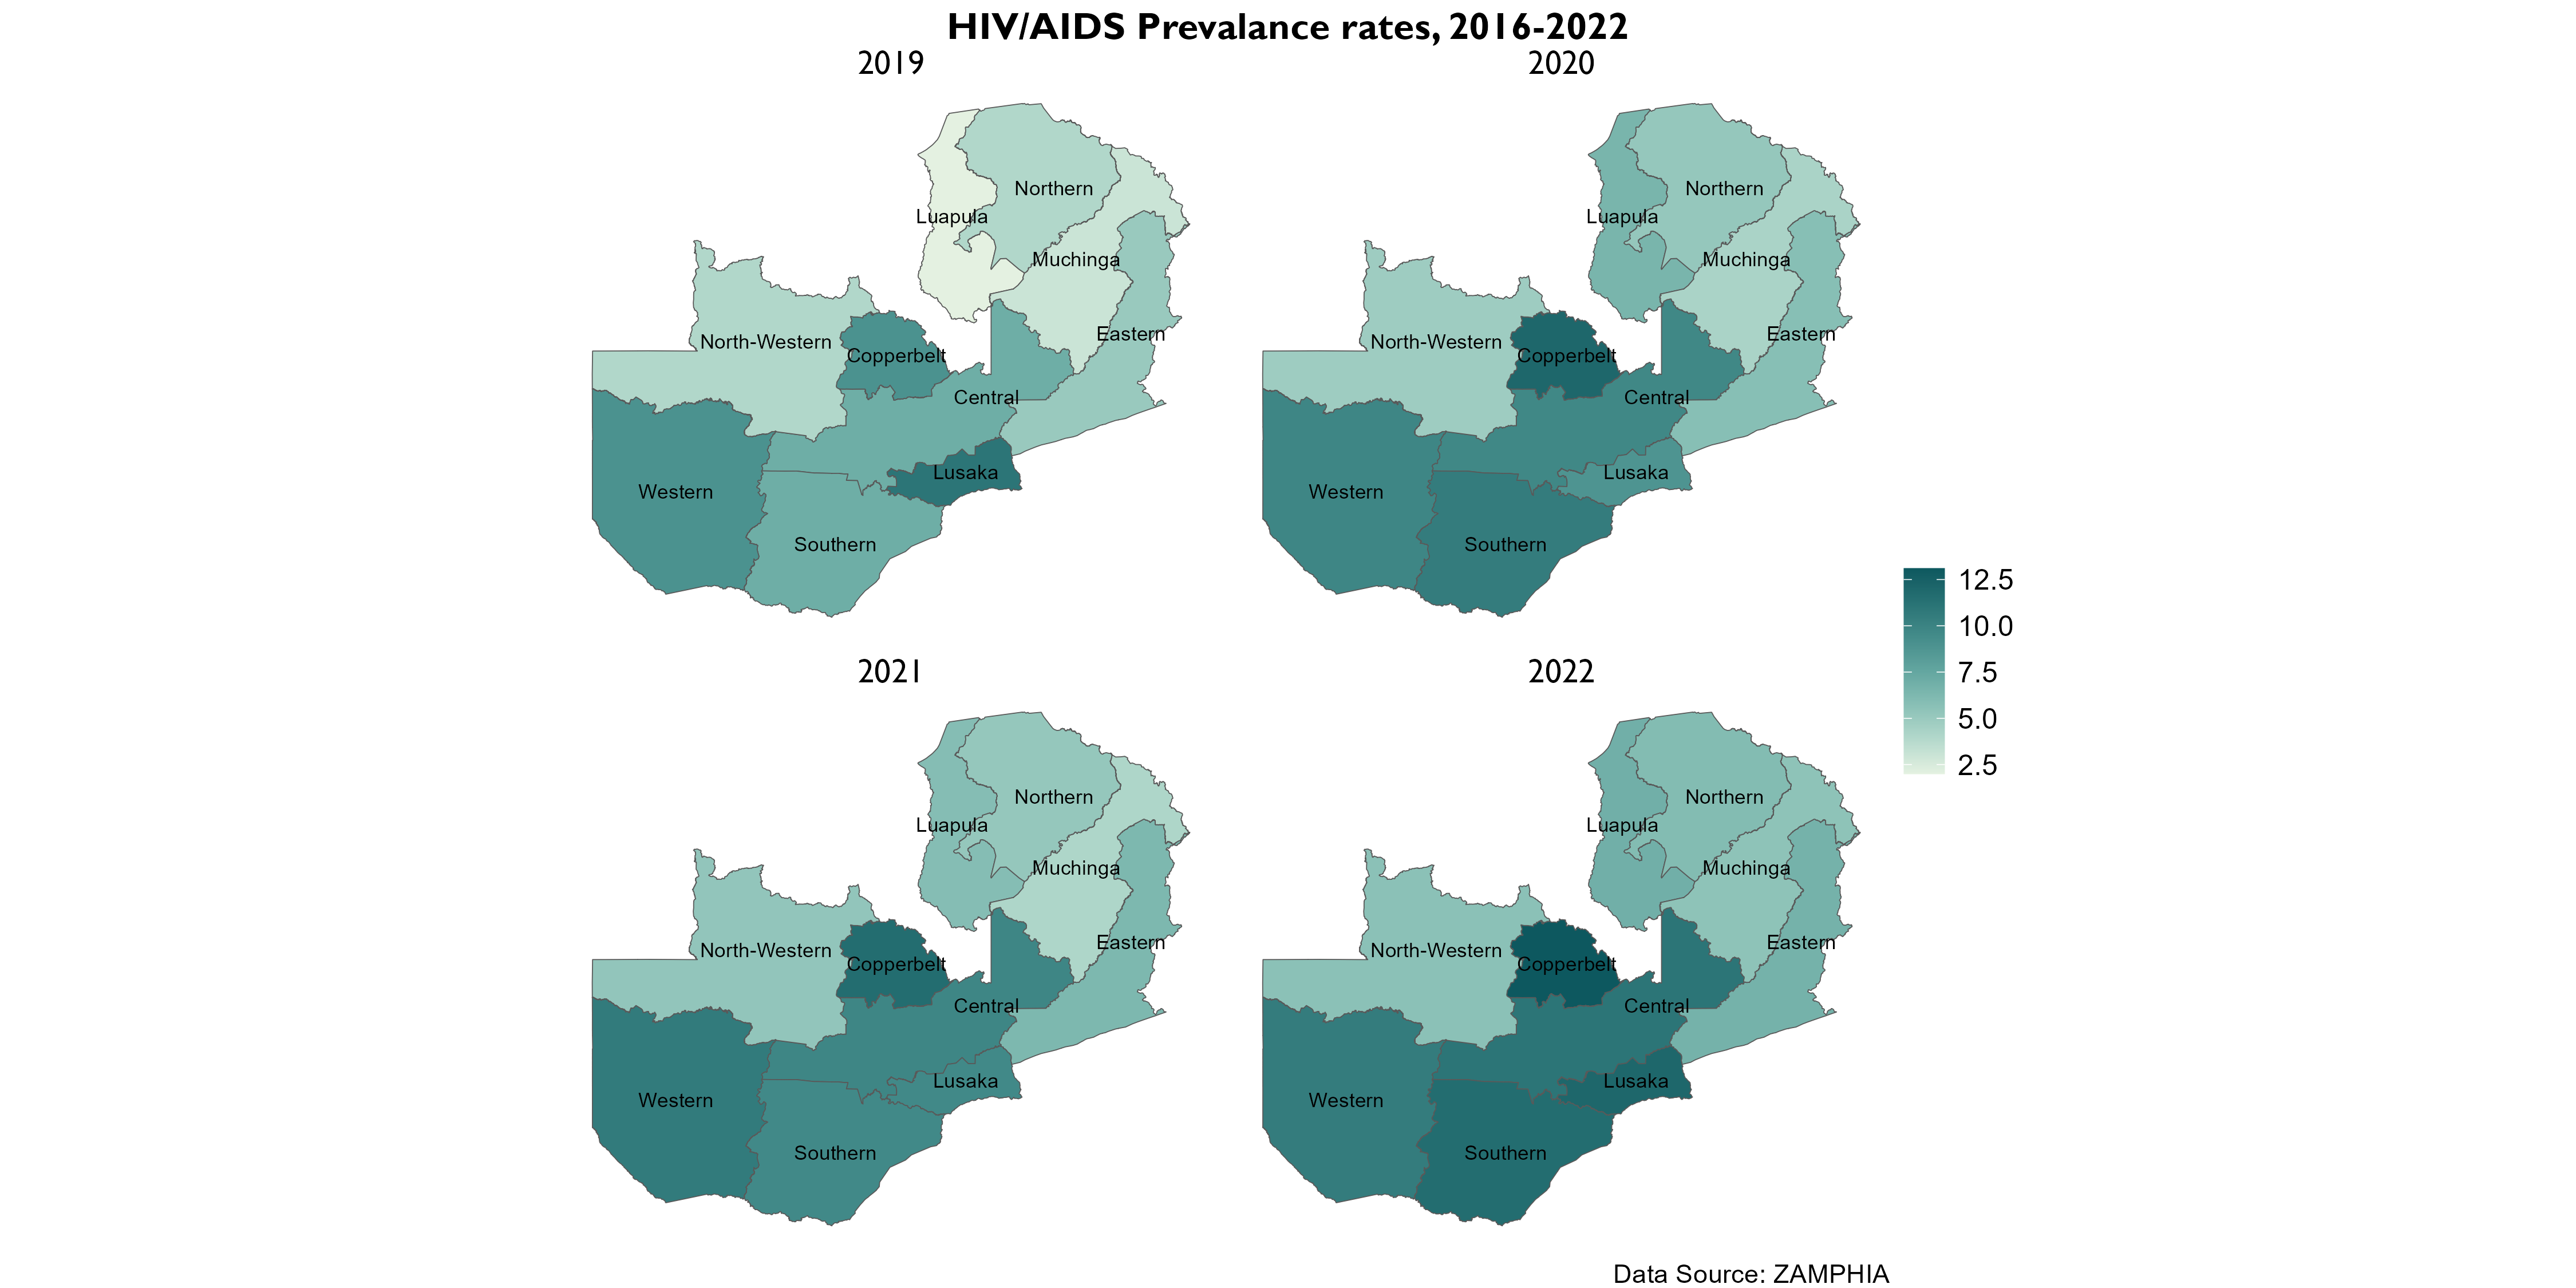 HIV/AIDS Prevalance rates, 2016-2022
2019
Northern
Luapula
Muchinga
Eastern
North-Western
Copperbelt
Central
Lusaka
Western
Southern
2020
Northern
Luapula
Muchinga
Eastern
North-Western
Copperbelt
Central
Lusaka
Western
Southern
2021
Northern
Luapula
Muchinga
Eastern
North-Western
Copperbelt
Central
Lusaka
Western
Southern
2022
Northern
Luapula
Muchinga
Eastern
North-Western
Copperbelt
Central
Lusaka
Western
Southern
12.5
10.0
7.5
5.0
2.5
Data Source: ZAMPHIA